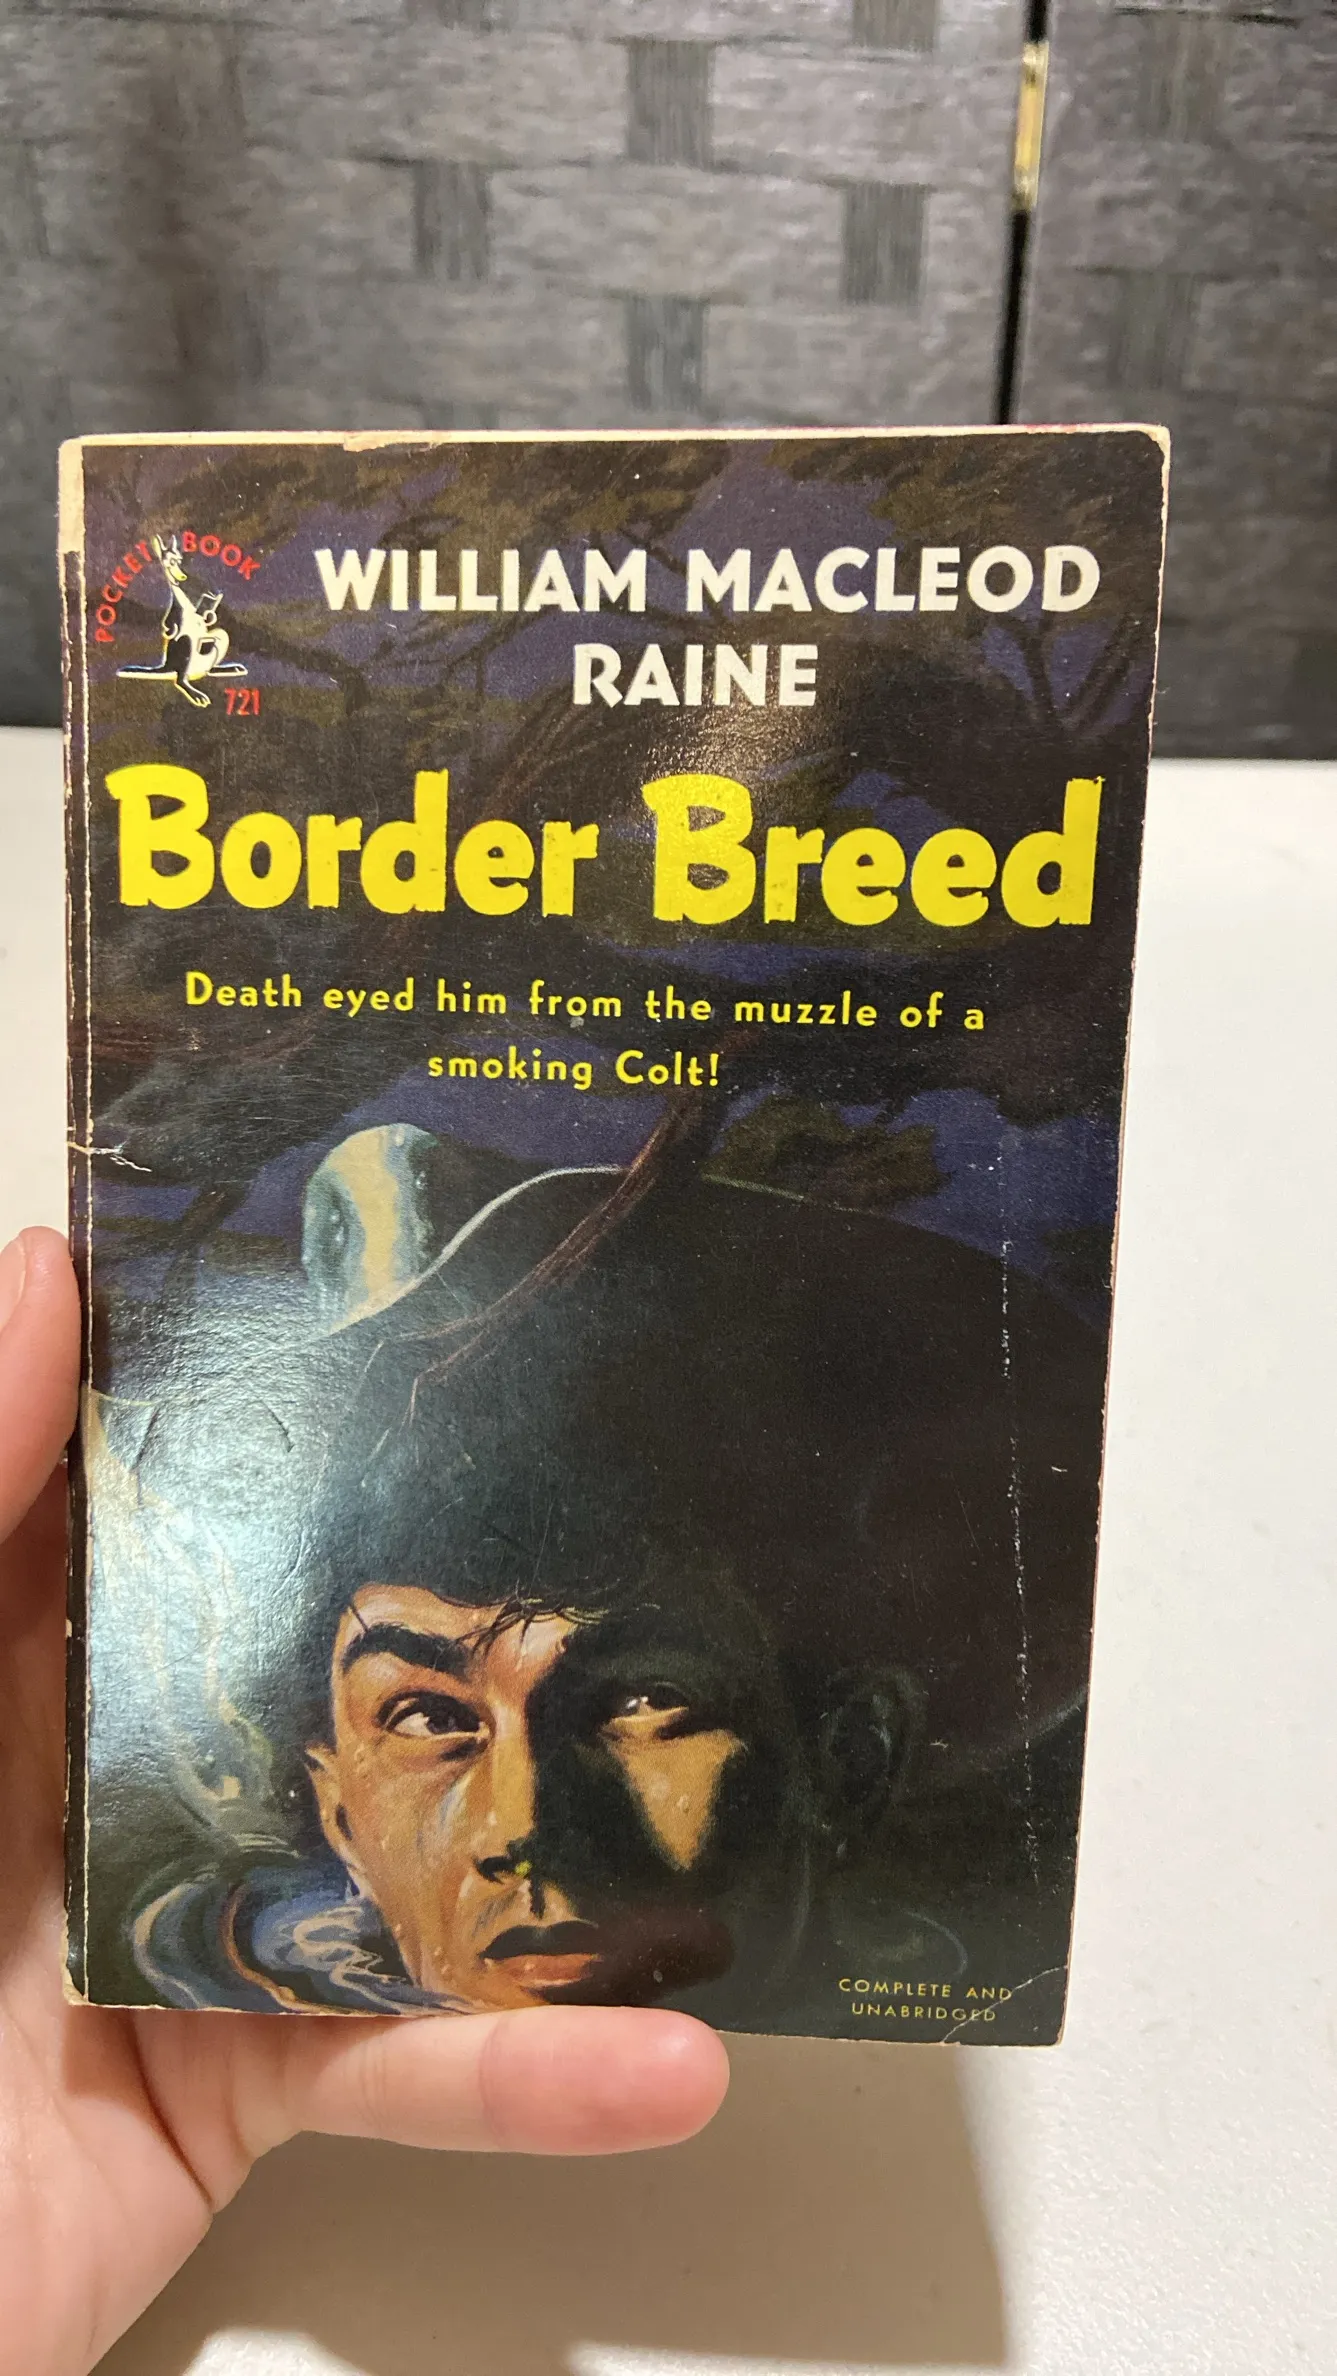 POCKET BOOK
721
WILLIAM MACLEOD
RAINE
Border Breed
Death eyed him from the muzzle of a
smoking Colt!
COMPLETE AND
UNABRIDGED